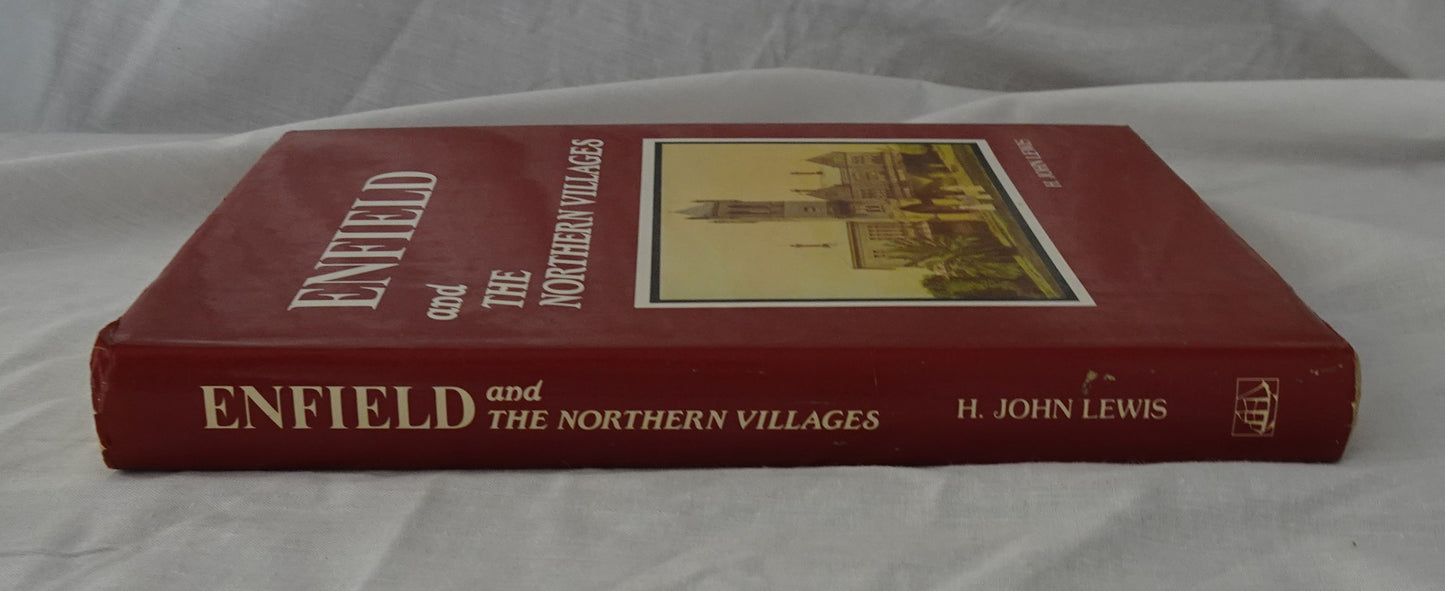 ENFIELD
and
THE
NORTHERN VILLAGES
H. JOHN LEWIS
ENFIELD and THE NORTHERN VILLAGES H. JOHN LEWIS